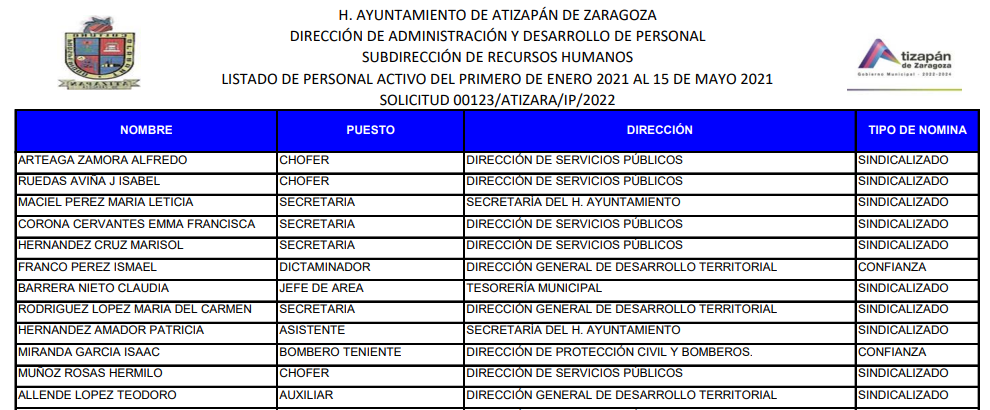 H. AYUNTAMIENTO DE ATIZAPÁN DE ZARAGOZA
DIRECCIÓN DE ADMINISTRACIÓN Y DESARROLLO DE PERSONAL
SUBDIRECCIÓN DE RECURSOS HUMANOS
LISTADO DE PERSONAL ACTIVO DEL PRIMERO DE ENERO 2021 AL 15 DE MAYO 2021
SOLICITUD 00123/ATIZARA/IP/2022
tizapán
de Zaragoza
Gobierno Municipal · 2022-2024
NOMBRE PUESTO DIRECCIÓN TIPO DE NOMINA
ARTEAGA ZAMORA ALFREDO CHOFER DIRECCIÓN DE SERVICIOS PÚBLICOS SINDICALIZADO
RUEDAS AVIÑA J ISABEL CHOFER DIRECCIÓN DE SERVICIOS PÚBLICOS SINDICALIZADO
MACIEL PEREZ MARIA LETICIA SECRETARIA SECRETARÍA DEL H. AYUNTAMIENTO SINDICALIZADO
CORONA CERVANTES EMMA FRANCISCA SECRETARIA DIRECCIÓN DE SERVICIOS PÚBLICOS SINDICALIZADO
HERNANDEZ CRUZ MARISOL SECRETARIA DIRECCIÓN DE SERVICIOS PÚBLICOS SINDICALIZADO
FRANCO PEREZ ISMAEL DICTAMINADOR DIRECCIÓN GENERAL DE DESARROLLO TERRITORIAL CONFIANZA
BARRERA NIETO CLAUDIA JEFE DE AREA TESORERÍA MUNICIPAL SINDICALIZADO
RODRIGUEZ LOPEZ MARIA DEL CARMEN SECRETARIA DIRECCIÓN GENERAL DE DESARROLLO TERRITORIAL SINDICALIZADO
HERNANDEZ AMADOR PATRICIA ASISTENTE SECRETARÍA DEL H. AYUNTAMIENTO SINDICALIZADO
MIRANDA GARCIA ISAAC BOMBERO TENIENTE DIRECCIÓN DE PROTECCIÓN CIVIL Y BOMBEROS. CONFIANZA
MUÑOZ ROSAS HERMILO CHOFER DIRECCIÓN DE SERVICIOS PÚBLICOS SINDICALIZADO
ALLENDE LOPEZ TEODORO AUXILIAR DIRECCIÓN DE SERVICIOS PÚBLICOS SINDICALIZADO